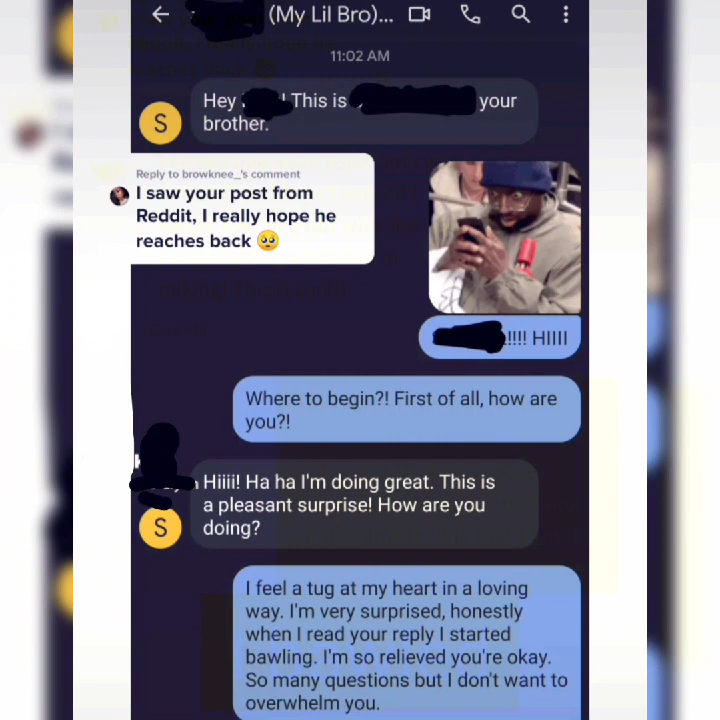 (My Lil Bro)...
11:02 AM
Hey ! This is your
brother.
S
Reply to browknee_'s comment
I saw your post from
Reddit, I really hope he
reaches back 🥺
!!!! HIIII
Where to begin?! First of all, how are
you?!
Hiiii! Ha ha I'm doing great. This is
a pleasant surprise! How are you
doing?
S
I feel a tug at my heart in a loving
way. I'm very surprised, honestly
when I read your reply I started
bawling. I'm so relieved you're okay.
So many questions but I don't want to
overwhelm you.